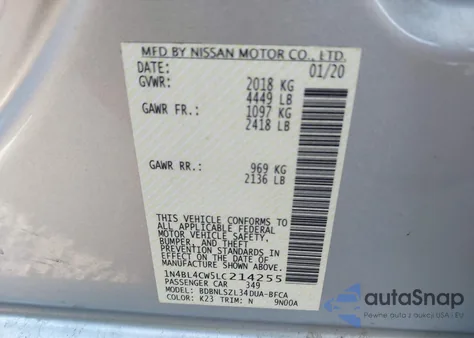 MFD BY NISSAN MOTOR CO., LTD.
DATE: 01/20
GVWR: 2018 KG
4449 LB
GAWR FR.: 1097 KG
2418 LB
GAWR RR.: 969 KG
2136 LB
THIS VEHICLE CONFORMS TO
ALL APPLICABLE FEDERAL
MOTOR VEHICLE SAFETY,
BUMPER, AND THEFT
PREVENTION STANDARDS
IN EFFECT ON THE DATE OF
MANUFACTURE SHOWN ABOVE.
1N4BL4CW5LC214255
PASSENGER CAR 349
MODEL: BDBNLSZL34DUA-BFCA
COLOR: K23 TRIM: N 9N00A
autoSnap
Powered by AutoBidMaster